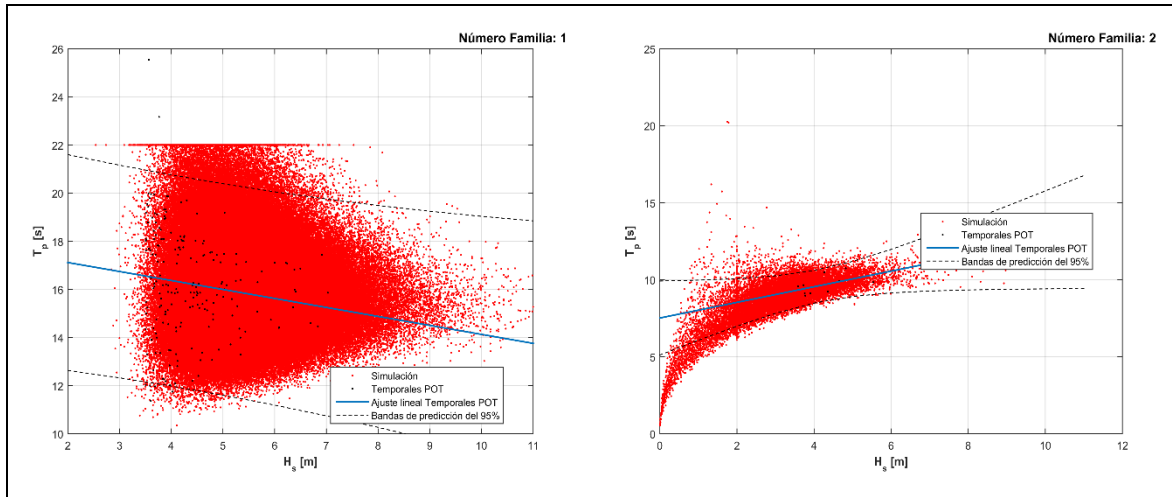 Número Familia: 1
26
24
22
20
18
16
14
12
10
T_p [s]
2
3
4
5
6
7
8
9
10
11
H_s [m]
Simulación
Temporales POT
Ajuste lineal Temporales POT
Bandas de predicción del 95%
Número Familia: 2
25
20
15
10
5
0
T_p [s]
0
2
4
6
8
10
12
H_s [m]
Simulación
Temporales POT
Ajuste lineal Temporales POT
Bandas de predicción del 95%